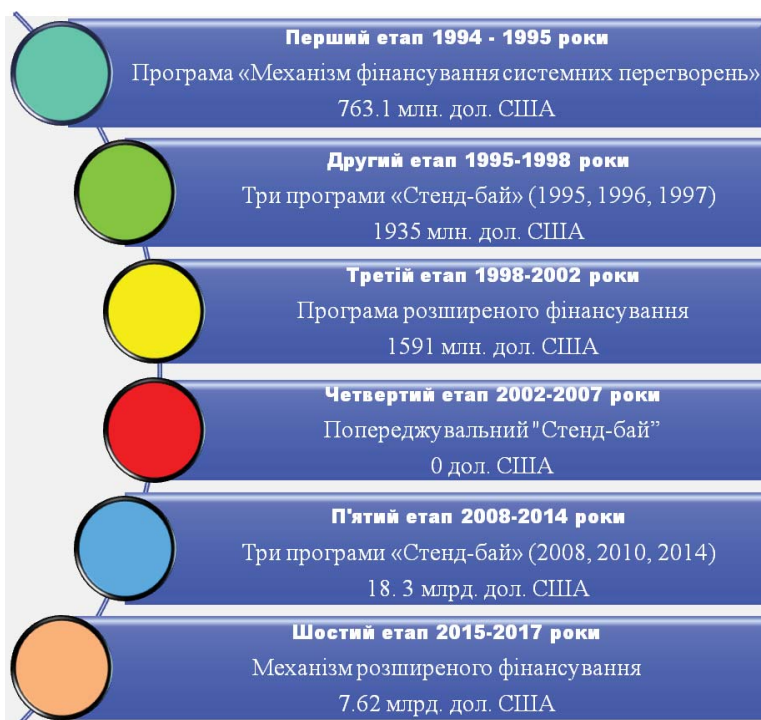 Перший етап 1994 - 1995 роки
Програма «Механізм фінансування системних перетворень»
763.1 млн. дол. США
Другий етап 1995-1998 роки
Три програми «Стенд-бай» (1995, 1996, 1997)
1935 млн. дол. США
Третій етап 1998-2002 роки
Програма розширеного фінансування
1591 млн. дол. США
Четвертий етап 2002-2007 роки
Попереджувальний "Стенд-бай”
0 дол. США
П'ятий етап 2008-2014 роки
Три програми «Стенд-бай» (2008, 2010, 2014)
18. 3 млрд. дол. США
Шостий етап 2015-2017 роки
Механізм розширеного фінансування
7.62 млрд. дол. США